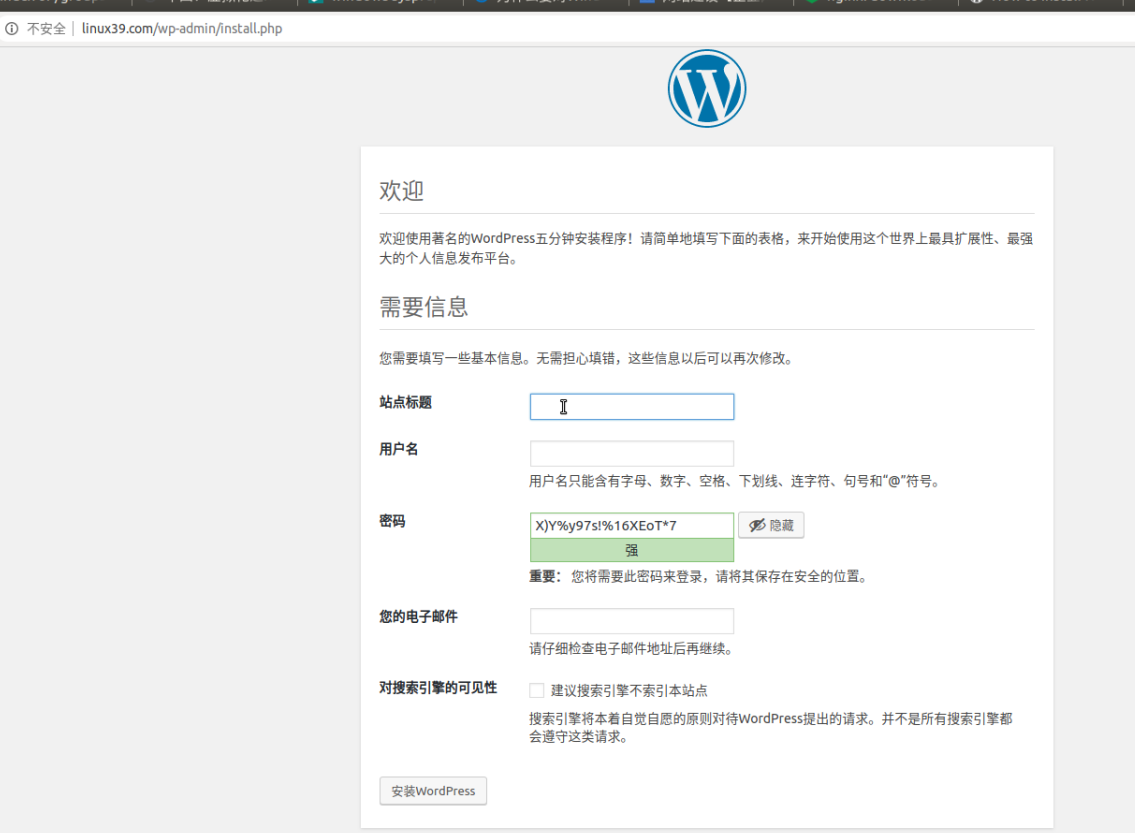 不安全 linux39.com/wp-admin/install.php
欢迎
欢迎使用著名的WordPress五分钟安装程序！请简单地填写下面的表格，来开始使用这个世界上最具扩展性、最强
大的个人信息发布平台。
需要信息
您需要填写一些基本信息。无需担心填错，这些信息以后可以再次修改。
站点标题
用户名
用户名只能含有字母、数字、空格、下划线、连字符、句号和“@”符号。
密码
X)Y%y97s!%16XEoT*7
隐藏
强
重要： 您将需要此密码来登录，请将其保存在安全的位置。
您的电子邮件
请仔细检查电子邮件地址后再继续。
对搜索引擎的可见性
建议搜索引擎不索引本站点
搜索引擎将本着自觉自愿的原则对待WordPress提出的请求。并不是所有搜索引擎都
会遵守这类请求。
安装WordPress